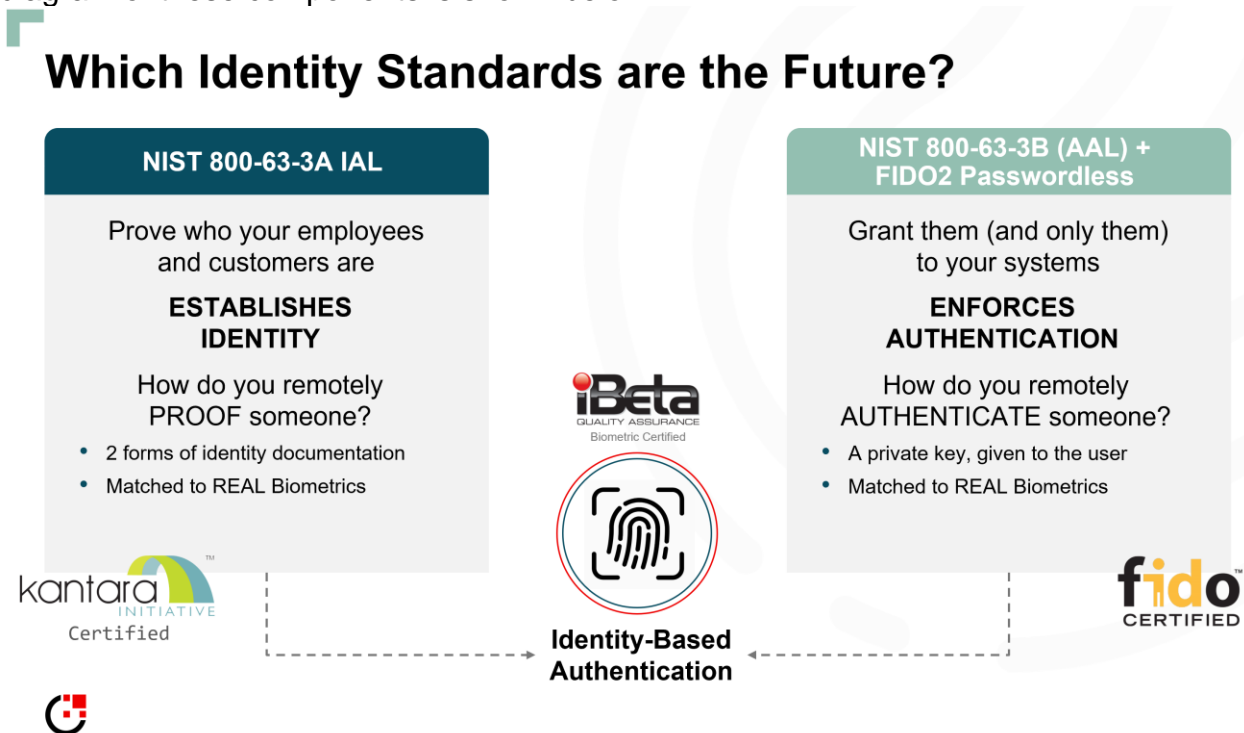 Which Identity Standards are the Future?
NIST 800-63-3A IAL
Prove who your employees
and customers are
ESTABLISHES
IDENTITY
How do you remotely
PROOF someone?
• 2 forms of identity documentation
• Matched to REAL Biometrics
kantara
INITIATIVE
TM
Certified
iBeta
QUALITY ASSURANCE
Biometric Certified
Identity-Based
Authentication
NIST 800-63-3B (AAL) +
FIDO2 Passwordless
Grant them (and only them)
to your systems
ENFORCES
AUTHENTICATION
How do you remotely
AUTHENTICATE someone?
• A private key, given to the user
• Matched to REAL Biometrics
fido
TM
CERTIFIED